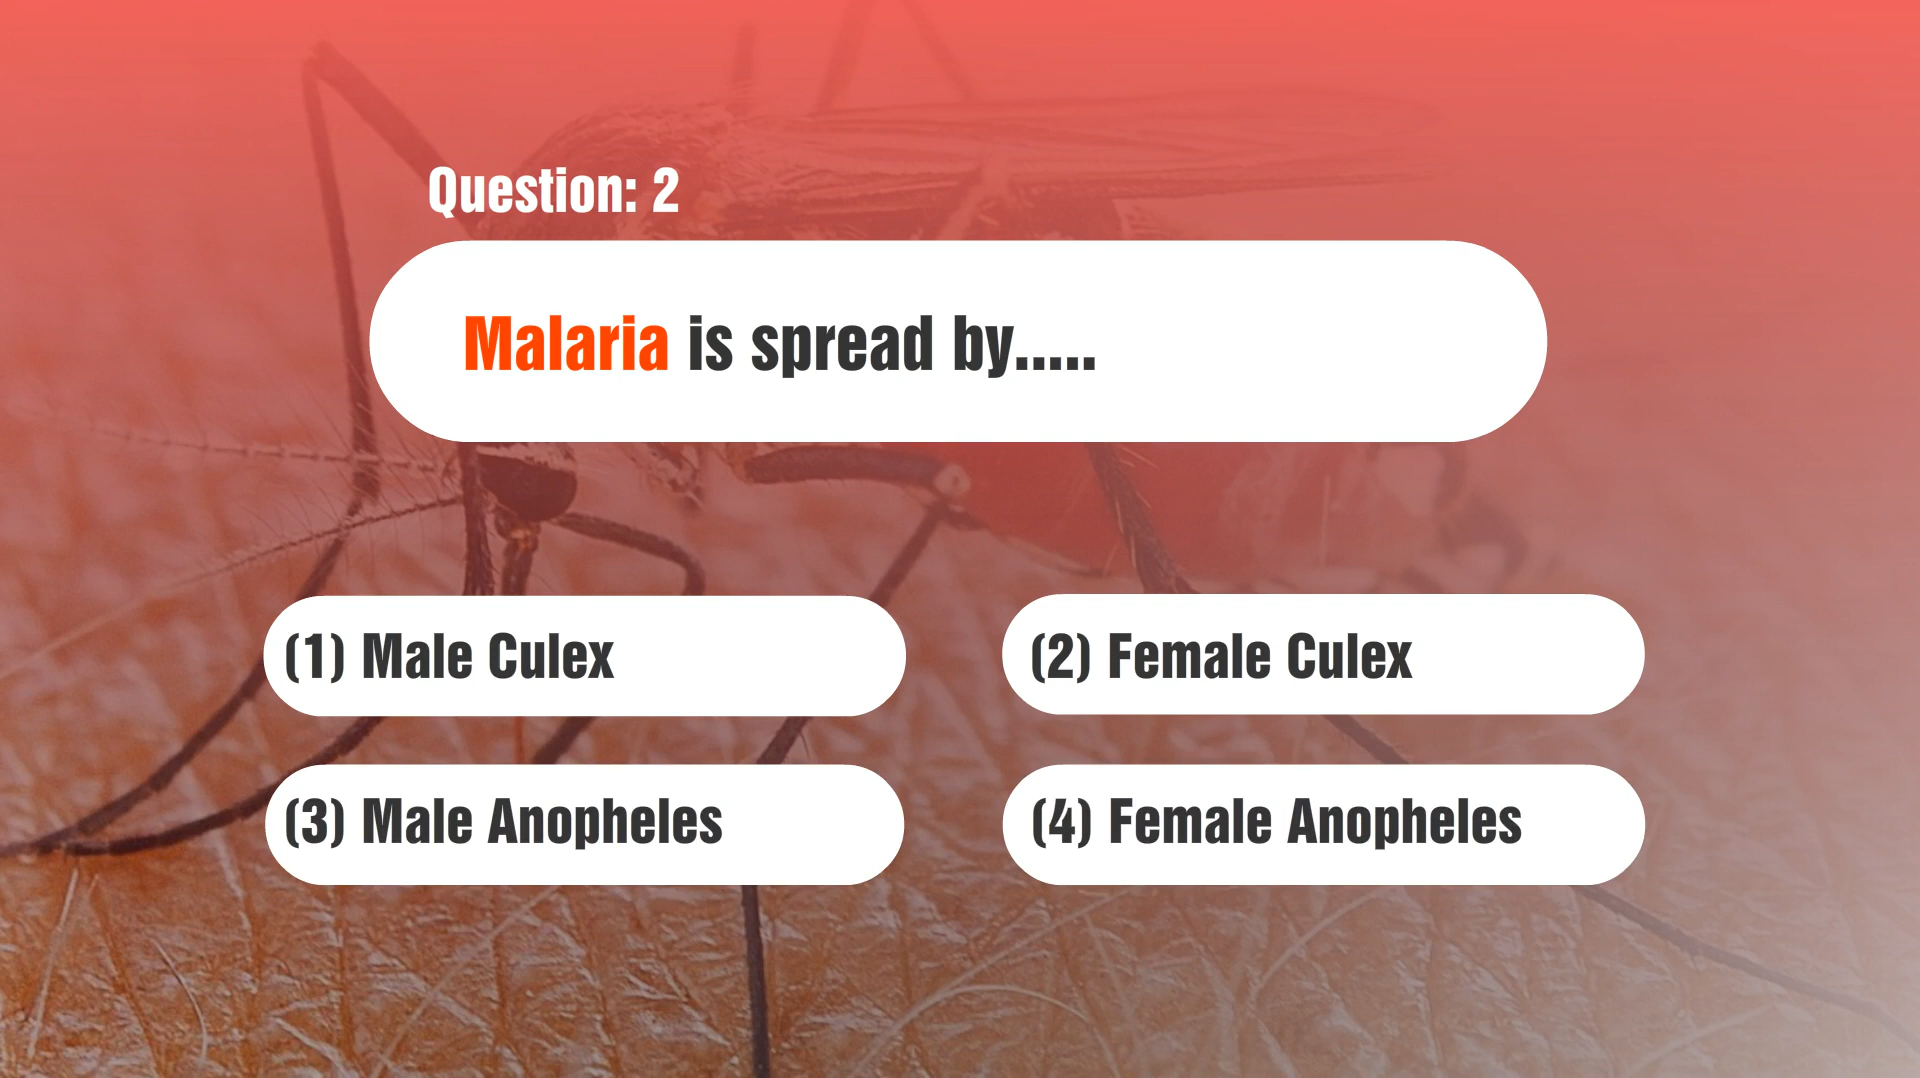 Question: 2
Malaria is spread by.....
(1) Male Culex
(2) Female Culex
(3) Male Anopheles
(4) Female Anopheles